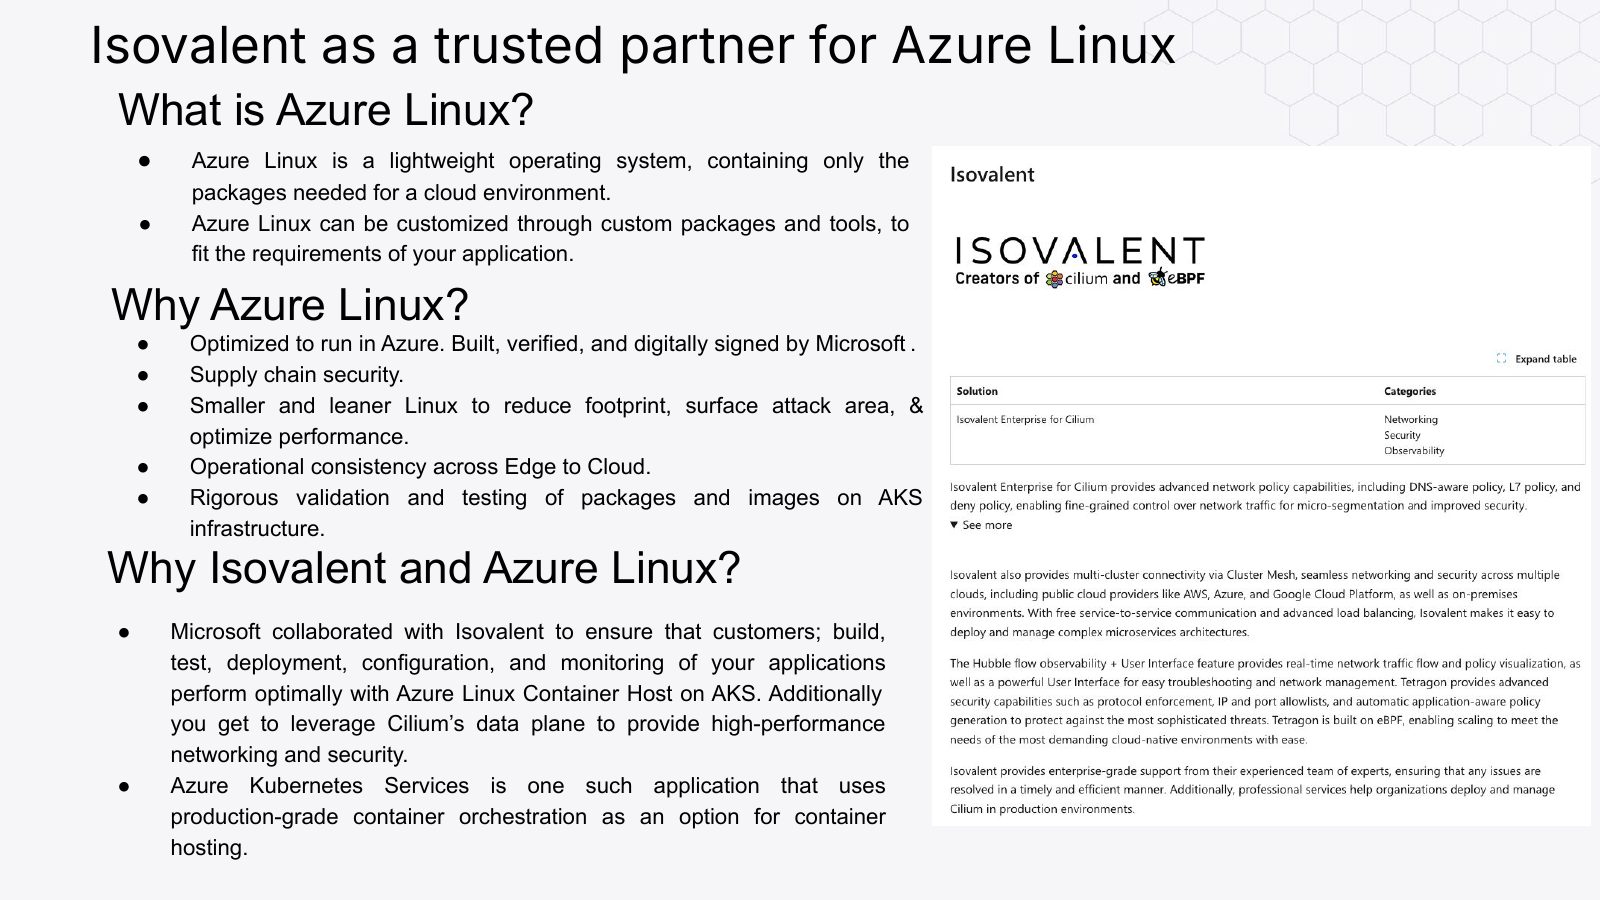 Isovalent as a trusted partner for Azure Linux
What is Azure Linux?
● Azure Linux is a lightweight operating system, containing only the
packages needed for a cloud environment.
● Azure Linux can be customized through custom packages and tools, to
fit the requirements of your application.
Why Azure Linux?
● Optimized to run in Azure. Built, verified, and digitally signed by Microsoft .
● Supply chain security.
● Smaller and leaner Linux to reduce footprint, surface attack area, &
optimize performance.
● Operational consistency across Edge to Cloud.
● Rigorous validation and testing of packages and images on AKS
infrastructure.
Why Isovalent and Azure Linux?
● Microsoft collaborated with Isovalent to ensure that customers; build,
test, deployment, configuration, and monitoring of your applications
perform optimally with Azure Linux Container Host on AKS. Additionally
you get to leverage Cilium’s data plane to provide high-performance
networking and security.
● Azure Kubernetes Services is one such application that uses
production-grade container orchestration as an option for container
hosting.
Isovalent
ISOVALENT
Creators of cilium and eBPF
Expand table
Solution Categories
Isovalent Enterprise for Cilium Networking
Security
Observability
Isovalent Enterprise for Cilium provides advanced network policy capabilities, including DNS-aware policy, L7 policy, and
deny policy, enabling fine-grained control over network traffic for micro-segmentation and improved security.
▼ See more
Isovalent also provides multi-cluster connectivity via Cluster Mesh, seamless networking and security across multiple
clouds, including public cloud providers like AWS, Azure, and Google Cloud Platform, as well as on-premises
environments. With free service-to-service communication and advanced load balancing, Isovalent makes it easy to
deploy and manage complex microservices architectures.
The Hubble flow observability + User Interface feature provides real-time network traffic flow and policy visualization, as
well as a powerful User Interface for easy troubleshooting and network management. Tetragon provides advanced
security capabilities such as protocol enforcement, IP and port allowlists, and automatic application-aware policy
generation to protect against the most sophisticated threats. Tetragon is built on eBPF, enabling scaling to meet the
needs of the most demanding cloud-native environments with ease.
Isovalent provides enterprise-grade support from their experienced team of experts, ensuring that any issues are
resolved in a timely and efficient manner. Additionally, professional services help organizations deploy and manage
Cilium in production environments.